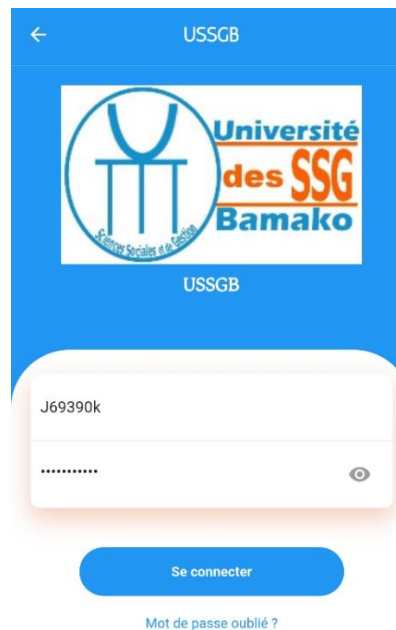 USSGB
Université
des SSG
Bamako
Sciences Sociales et de Gestion
USSGB
J69390k
•••••••••••
Se connecter
Mot de passe oublié ?